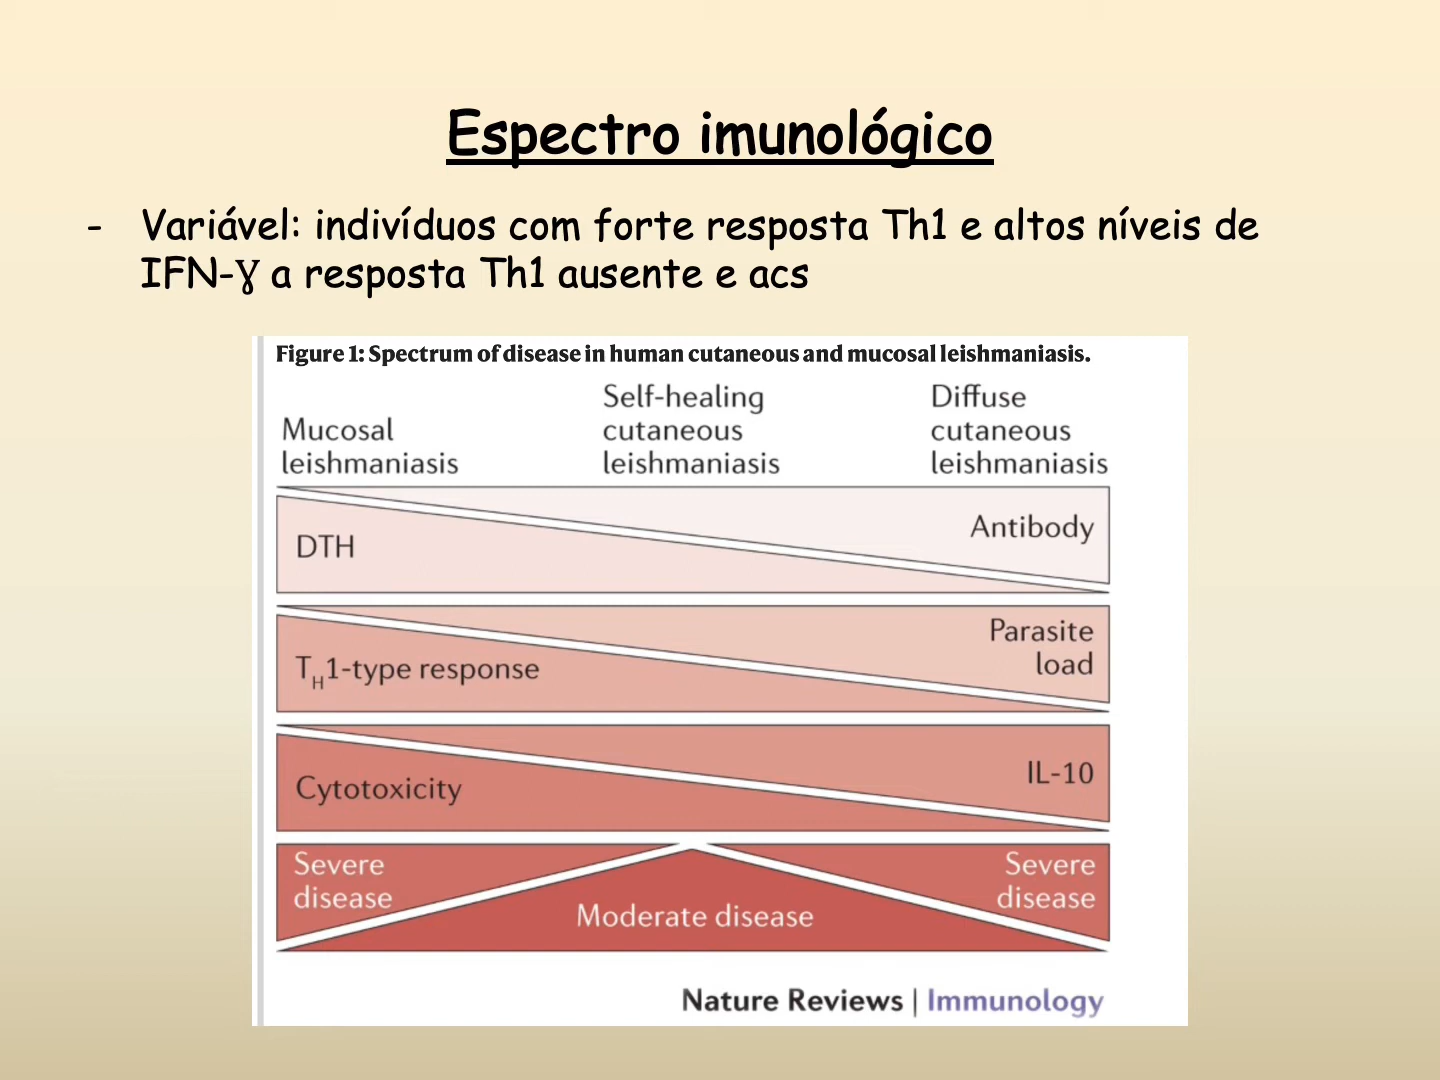 Espectro imunológico
- Variável: indivíduos com forte resposta Th1 e altos níveis de
IFN-Ɣ a resposta Th1 ausente e acs
Figure 1: Spectrum of disease in human cutaneous and mucosal leishmaniasis.
Mucosal
leishmaniasis
Self-healing
cutaneous
leishmaniasis
Diffuse
cutaneous
leishmaniasis
DTH
Antibody
TH1-type response
Parasite
load
Cytotoxicity
IL-10
Severe
disease
Moderate disease
Severe
disease
Nature Reviews | Immunology